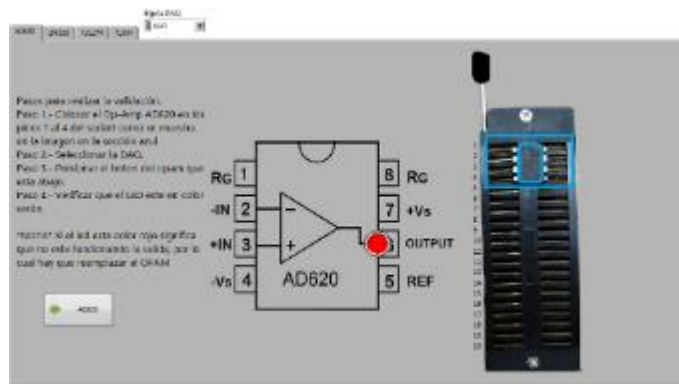 Pasos para realizar la validación.
Paso 1.- Colocar el Op-Amp AD620 en los
pines 1 al 4 del socket como se muestra
en la imagen en la sección azul.
Paso 2.- Seleccionar la DAQ.
Paso 3.- Presionar el botón del opam que
esta abajo.
Paso 4.- Verificar que el LED este en color
verde.
si el led esta color rojo significa
que no esta funcionando la salida, por lo
cual hay que reemplazar el OPAM
AD620
RG 1
-IN 2
+IN 3
-Vs 4
8 RG
7 +Vs
OUTPUT
5 REF
AD620